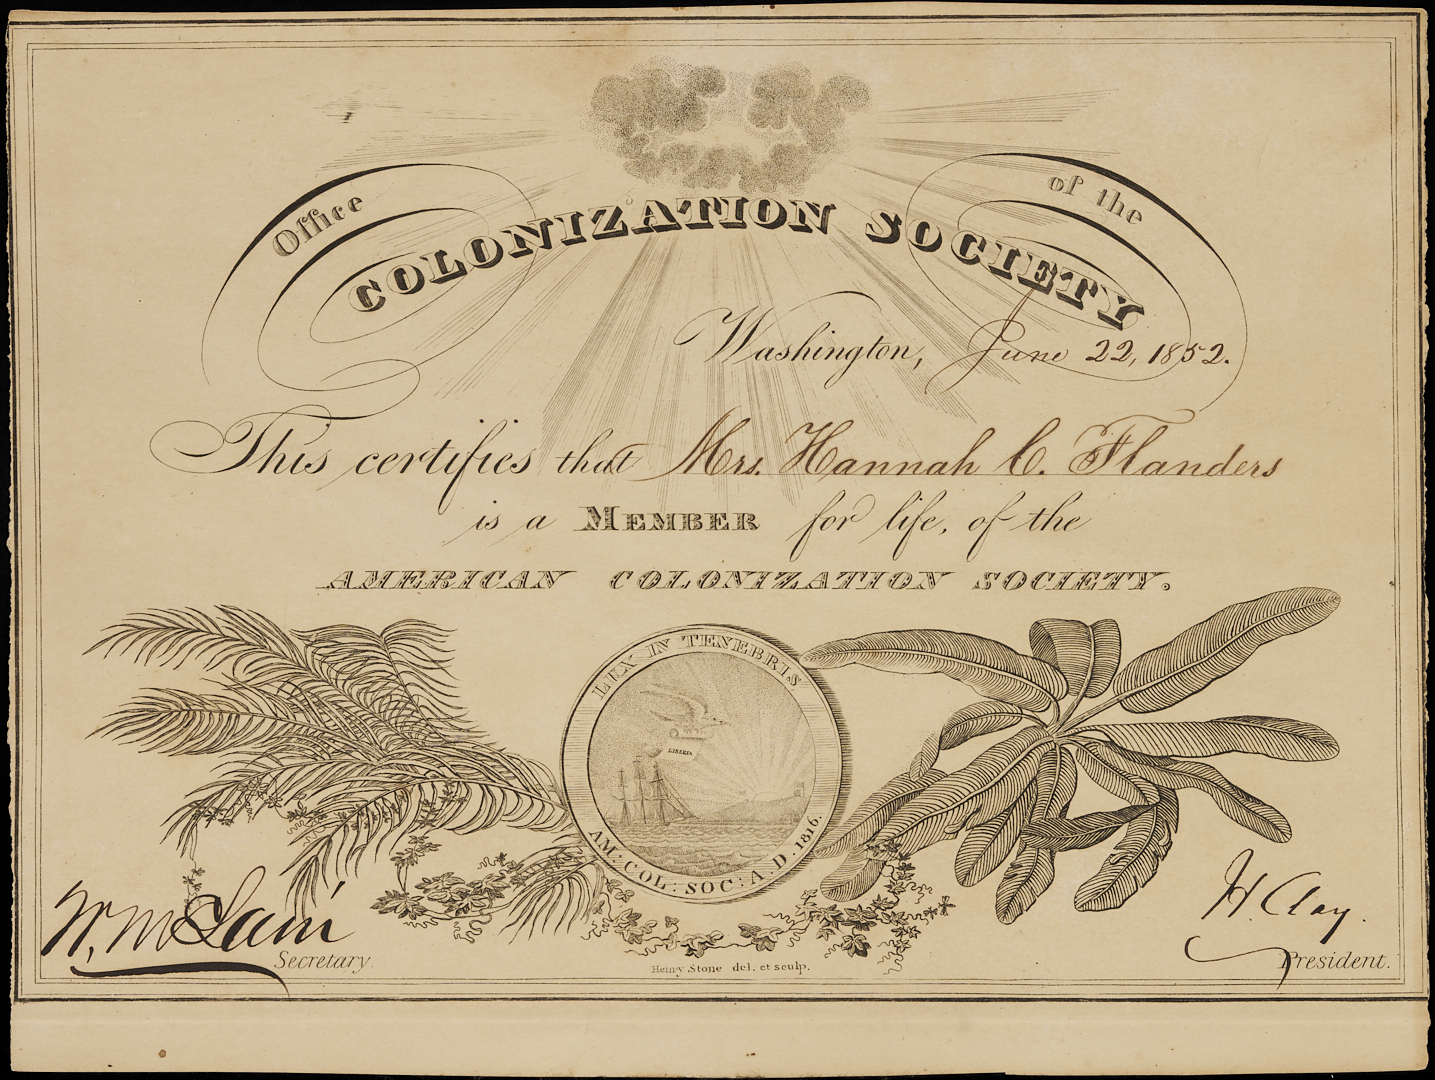 Office of the
COLONIZATION SOCIETY
Washington, June 22, 1852.
This certifies that Mrs. Hannah C. Flanders
is a MEMBER for life, of the
AMERICAN COLONIZATION SOCIETY.
LUX IN TENEBRIS
LIBERIA
AM: COL: SOC: A.D. 1816.
W. McLain
Secretary.
H. Clay.
President.
Henry Stone del. et sculp.